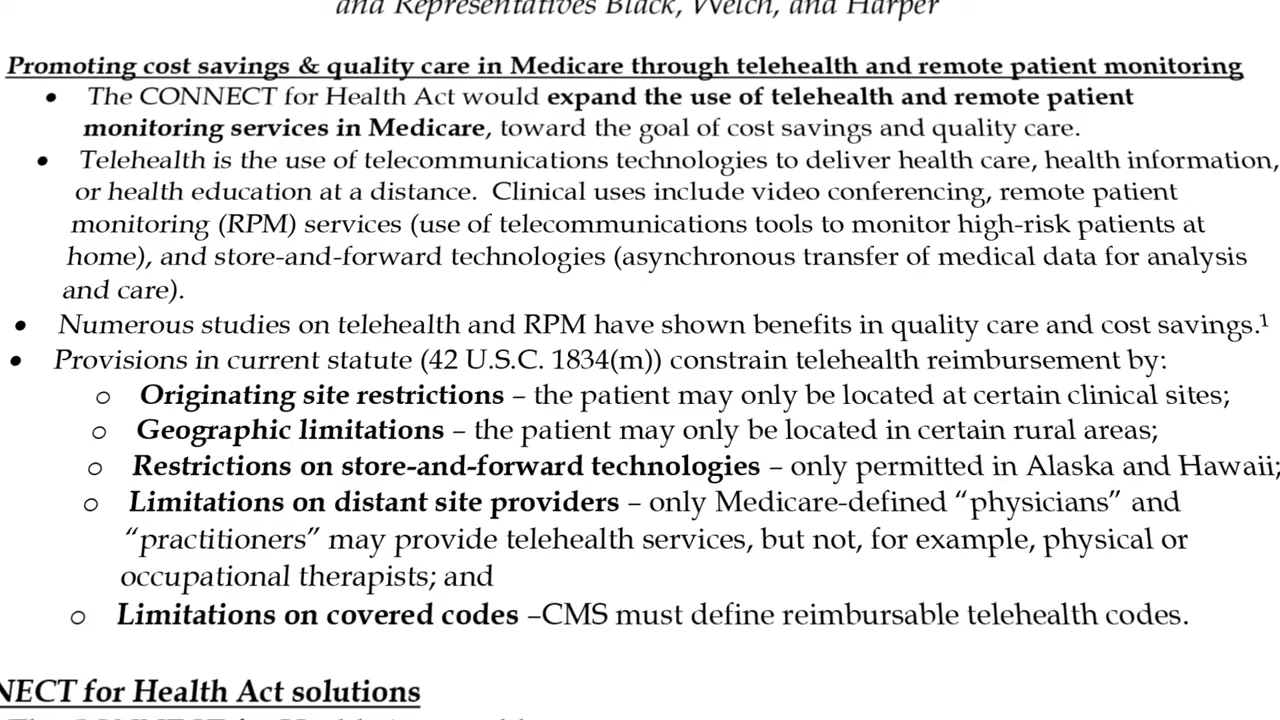 and Representatives Black, Welch, and Harper
Promoting cost savings & quality care in Medicare through telehealth and remote patient monitoring
• The CONNECT for Health Act would expand the use of telehealth and remote patient
monitoring services in Medicare, toward the goal of cost savings and quality care.
• Telehealth is the use of telecommunications technologies to deliver health care, health information,
or health education at a distance. Clinical uses include video conferencing, remote patient
monitoring (RPM) services (use of telecommunications tools to monitor high-risk patients at
home), and store-and-forward technologies (asynchronous transfer of medical data for analysis
and care).
• Numerous studies on telehealth and RPM have shown benefits in quality care and cost savings.¹
• Provisions in current statute (42 U.S.C. 1834(m)) constrain telehealth reimbursement by:
o Originating site restrictions – the patient may only be located at certain clinical sites;
o Geographic limitations – the patient may only be located in certain rural areas;
o Restrictions on store-and-forward technologies – only permitted in Alaska and Hawaii;
o Limitations on distant site providers – only Medicare-defined “physicians” and
“practitioners” may provide telehealth services, but not, for example, physical or
occupational therapists; and
o Limitations on covered codes –CMS must define reimbursable telehealth codes.
NECT for Health Act solutions